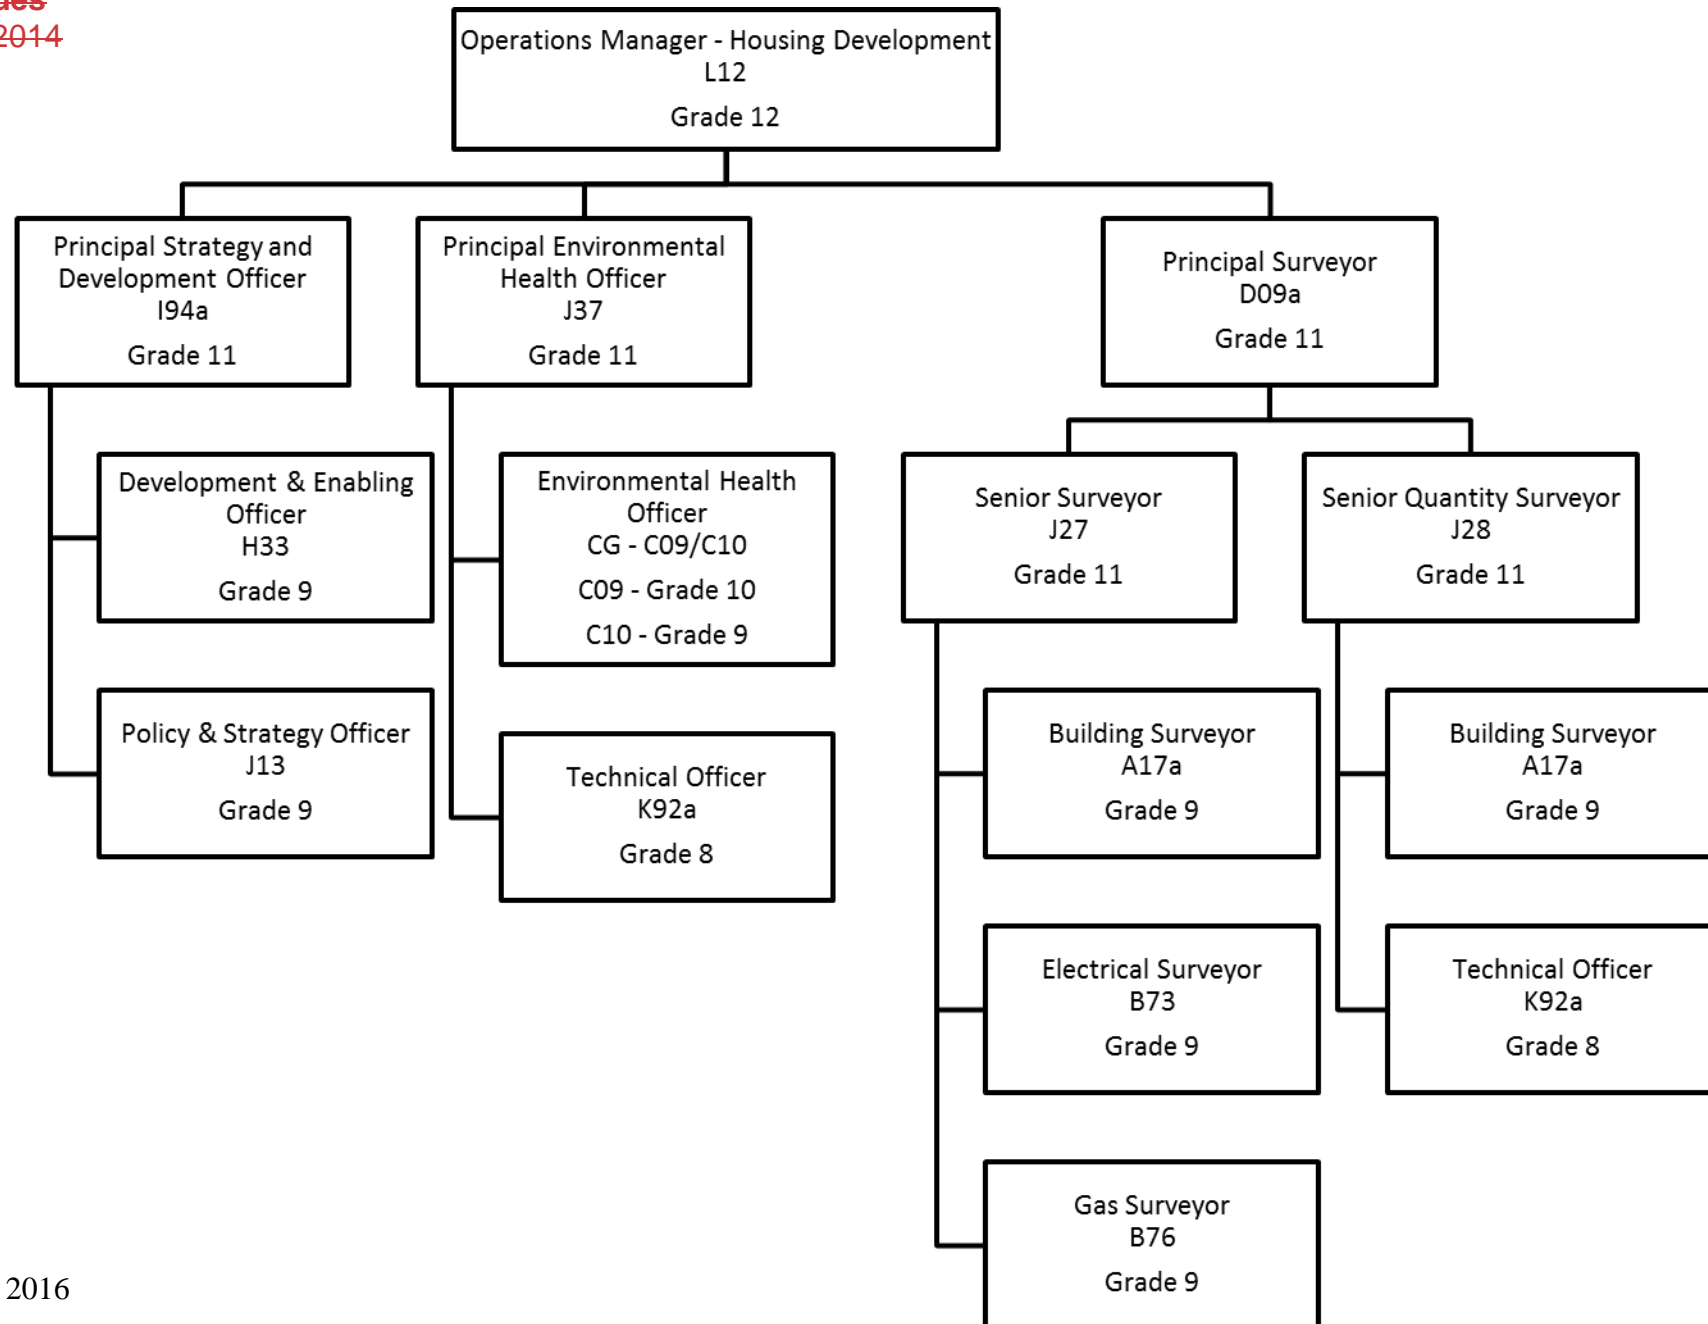 2014
Operations Manager - Housing Development
L12
Grade 12
Principal Strategy and
Development Officer
I94a
Grade 11
Principal Environmental
Health Officer
J37
Grade 11
Principal Surveyor
D09a
Grade 11
Development & Enabling
Officer
H33
Grade 9
Environmental Health
Officer
CG - C09/C10
C09 - Grade 10
C10 - Grade 9
Senior Surveyor
J27
Grade 11
Senior Quantity Surveyor
J28
Grade 11
Policy & Strategy Officer
J13
Grade 9
Technical Officer
K92a
Grade 8
Building Surveyor
A17a
Grade 9
Building Surveyor
A17a
Grade 9
Electrical Surveyor
B73
Grade 9
Technical Officer
K92a
Grade 8
Gas Surveyor
B76
Grade 9
2016